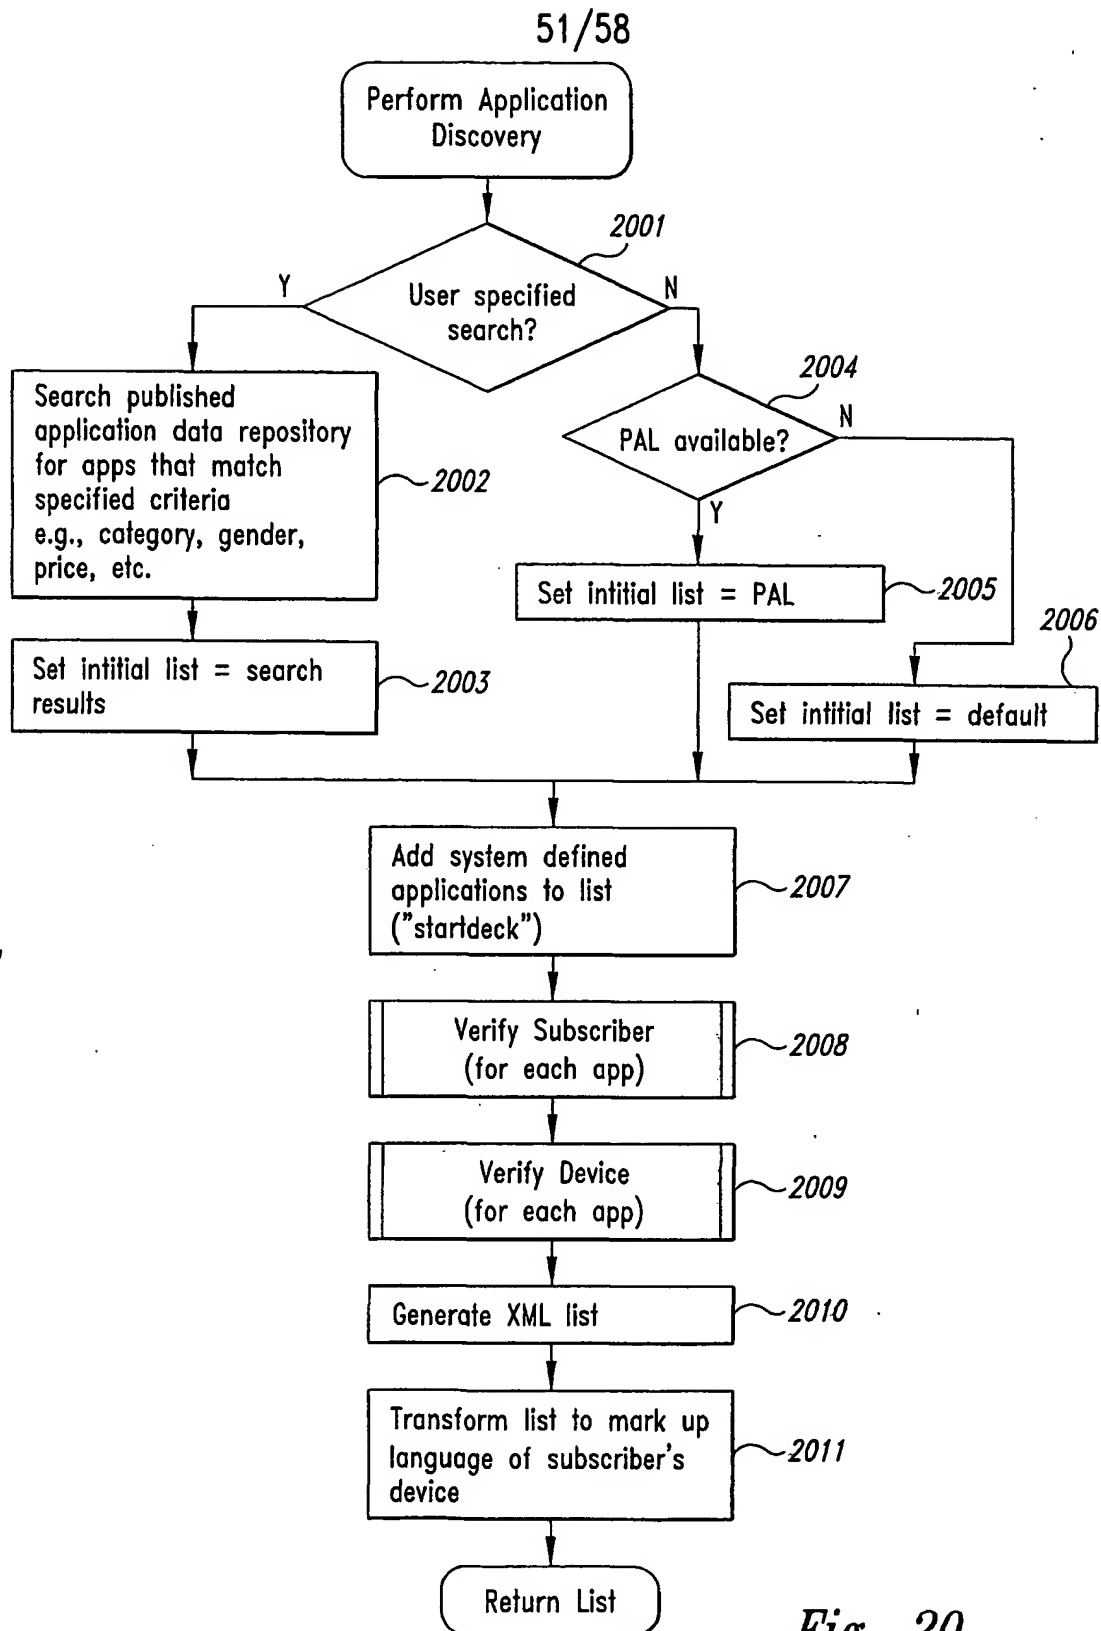 51/58
Perform Application
Discovery
2001
Y
N
User specified
search?
2004
Search published
application data repository
for apps that match
specified criteria
e.g., category, gender,
price, etc.
2002
N
PAL available?
Y
Set intitial list = PAL
2005
2006
Set intitial list = search
results
2003
Set intitial list = default
Add system defined
applications to list
("startdeck")
2007
Verify Subscriber
(for each app)
2008
Verify Device
(for each app)
2009
Generate XML list
2010
Transform list to mark up
language of subscriber's
device
2011
Return List
Fig. 20